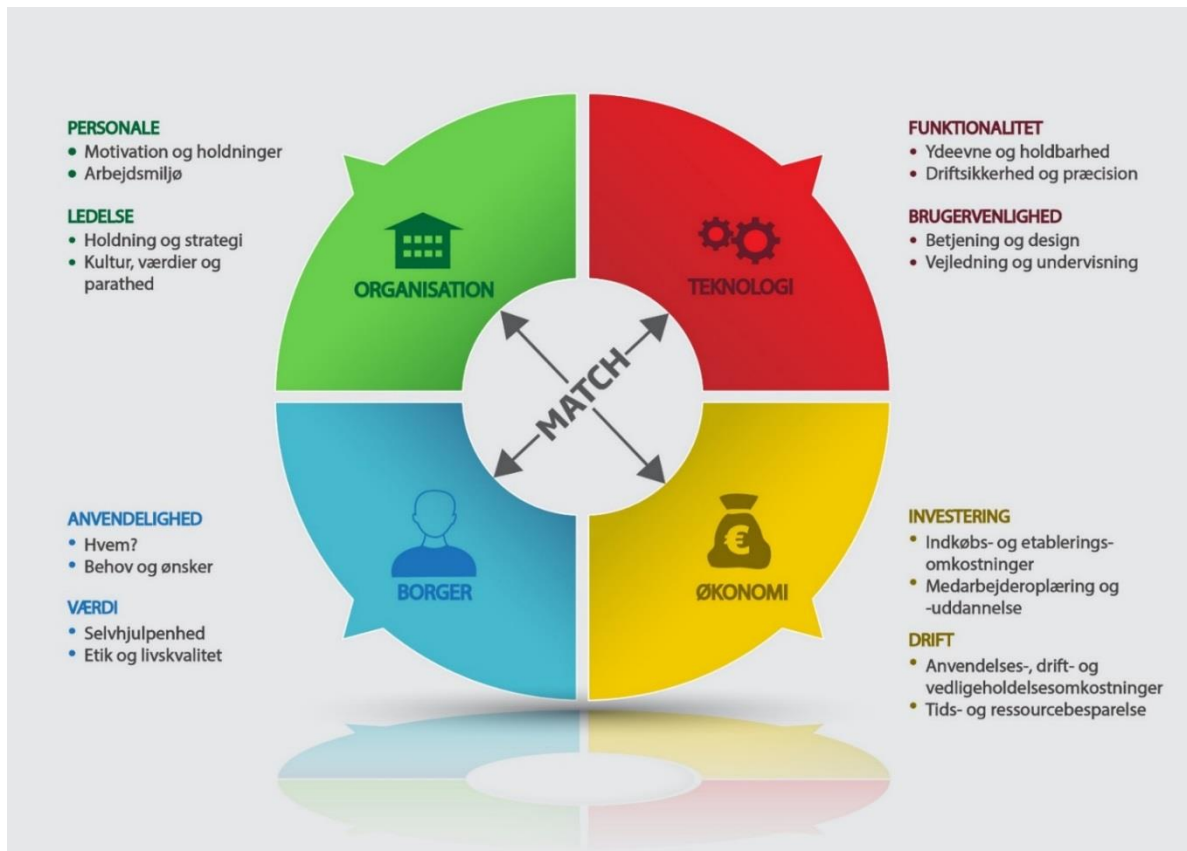 PERSONALE
• Motivation og holdninger
• Arbejdsmiljø
LEDELSE
• Holdning og strategi
• Kultur, værdier og
parathed
ORGANISATION
TEKNOLOGI
FUNKTIONALITET
• Ydeevne og holdbarhed
• Driftsikkerhed og præcision
BRUGERVENLIGHED
• Betjening og design
• Vejledning og undervisning
MATCH
ANVENDELIGHED
• Hvem?
• Behov og ønsker
VÆRDI
• Selvhjulpenhed
• Etik og livskvalitet
BORGER
€
ØKONOMI
INVESTERING
• Indkøbs- og etablerings-
omkostninger
• Medarbejderoplæring og
-uddannelse
DRIFT
• Anvendelses-, drift- og
vedligeholdelsesomkostninger
• Tids- og ressourcebesparelse